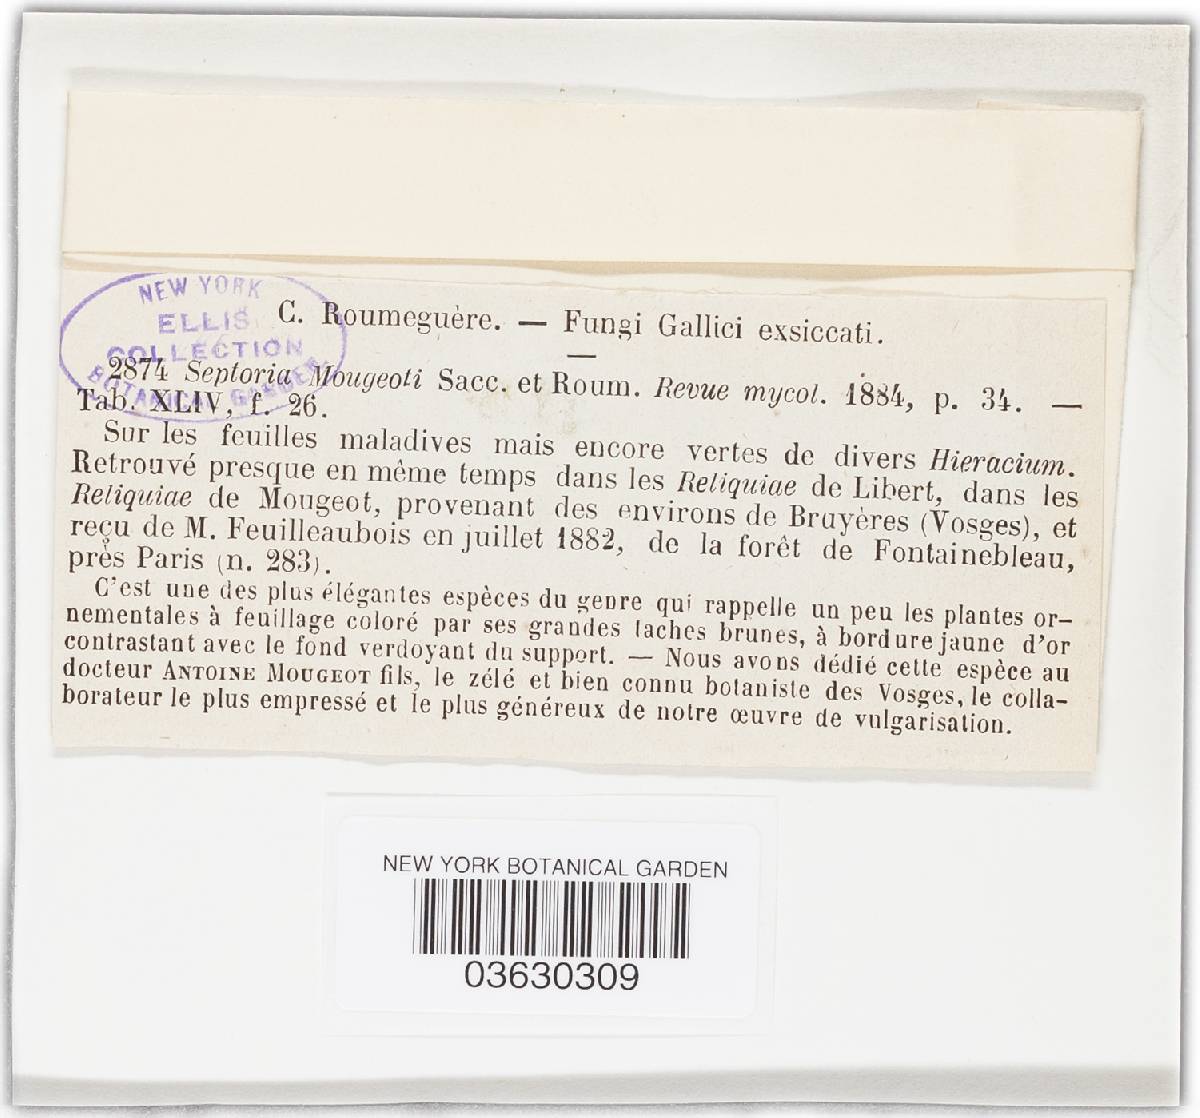 NEW YORK
ELLIS
COLLECTION
BOTANICAL GARDEN
C. Roumeguère. — Fungi Gallici exsiccati.
2874 Septoria Mougeoti Sacc. et Roum. Revue mycol. 1884, p. 34. —
Tab. XLIV, f. 26.
Sur les feuilles maladives mais encore vertes de divers Hieracium.
Retrouvé presque en même temps dans les Reliquiae de Libert, dans les
Reliquiae de Mougeot, provenant des environs de Bruyères (Vosges), et
reçu de M. Feuilleaubois en juillet 1882, de la forêt de Fontainebleau,
près Paris (n. 283).
C'est une des plus élégantes espèces du genre qui rappelle un peu les plantes or-
nementales à feuillage coloré par ses grandes taches brunes, à bordure jaune d'or
contrastant avec le fond verdoyant du support. — Nous avons dédié cette espèce au
docteur ANTOINE MOUGEOT fils, le zélé et bien connu botaniste des Vosges, le colla-
borateur le plus empressé et le plus généreux de notre œuvre de vulgarisation.
NEW YORK BOTANICAL GARDEN
03630309